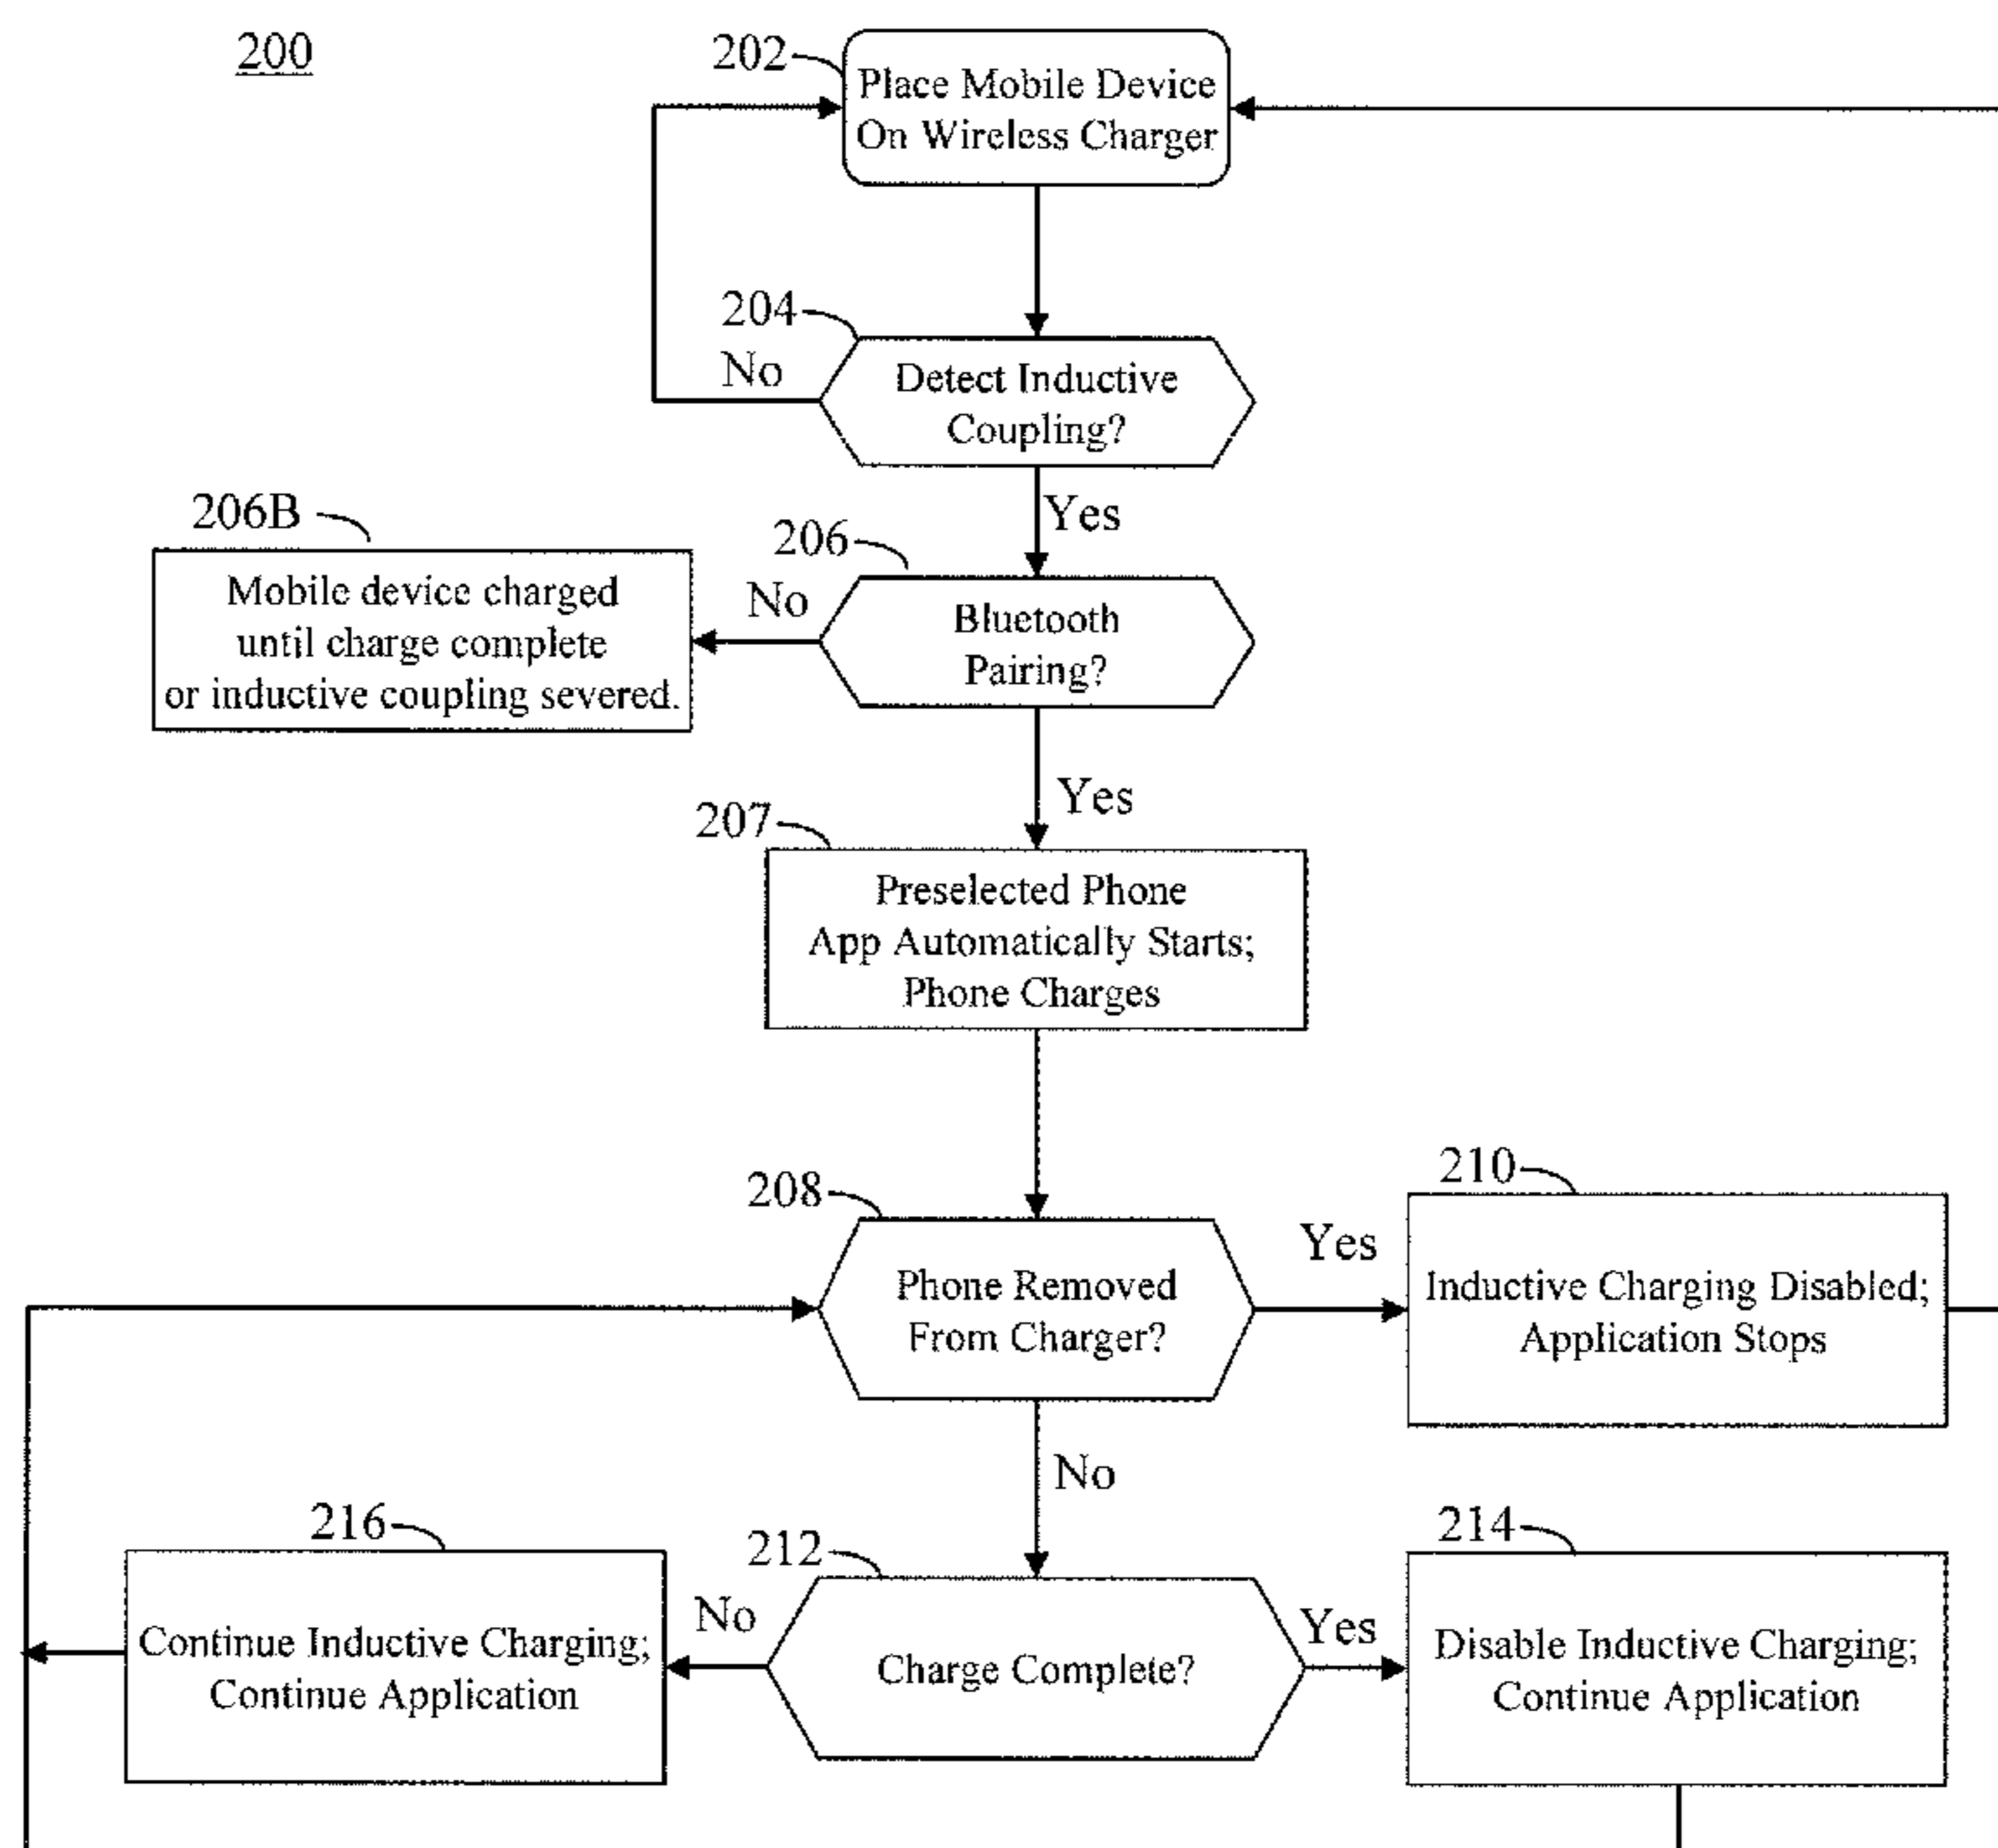 200
202
Place Mobile Device
On Wireless Charger
204
No
Detect Inductive
Coupling?
Yes
206B
206
Mobile device charged
until charge complete
or inductive coupling severed.
No
Bluetooth
Pairing?
Yes
207
Preselected Phone
App Automatically Starts;
Phone Charges
208
Phone Removed
From Charger?
Yes
210
Inductive Charging Disabled;
Application Stops
No
216
212
214
Continue Inductive Charging;
Continue Application
No
Charge Complete?
Yes
Disable Inductive Charging;
Continue Application